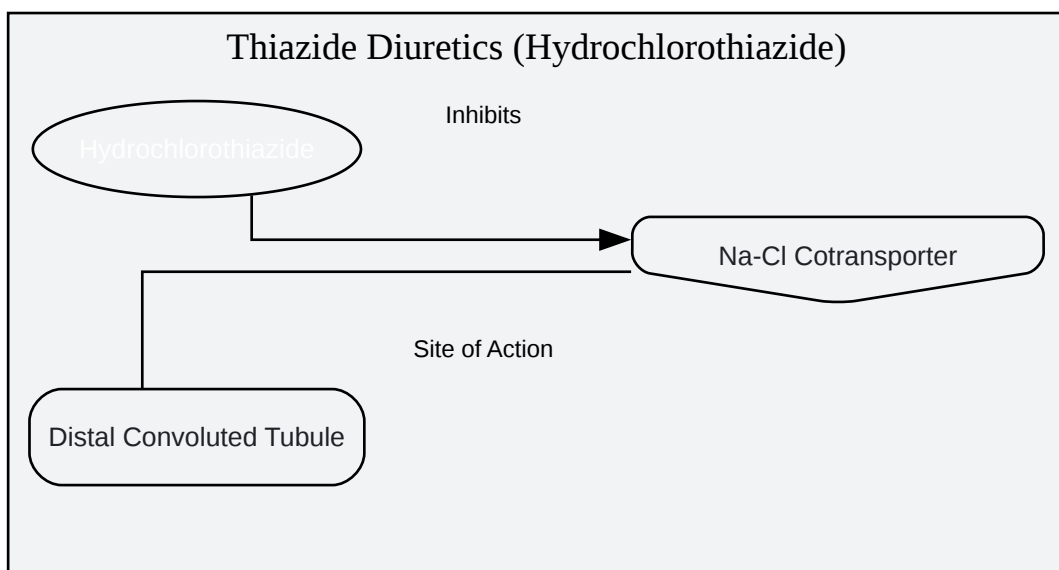 Thiazide Diuretics (Hydrochlorothiazide)
Inhibits
Hydrochlorothiazide
Na-Cl Cotransporter
Site of Action
Distal Convoluted Tubule